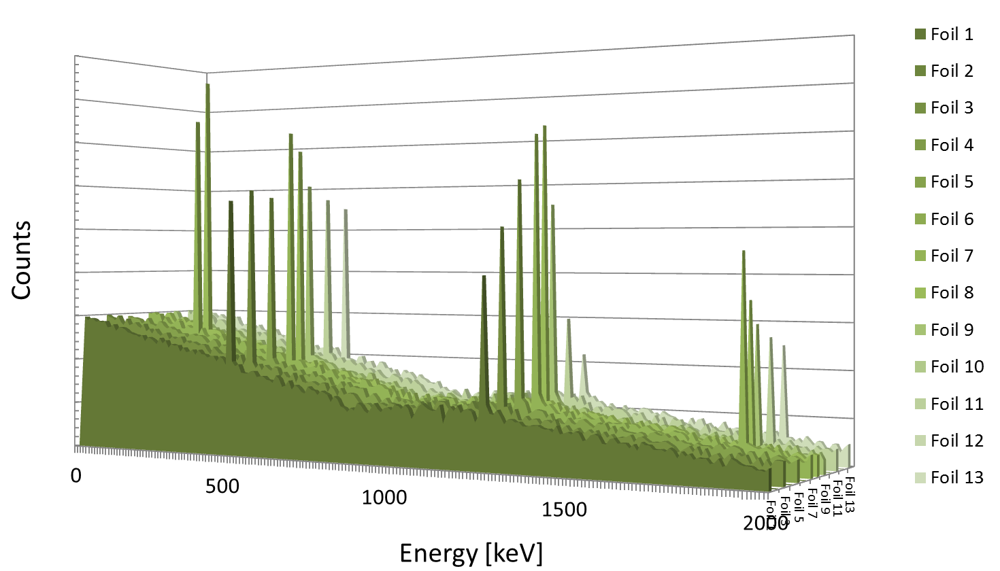 Counts
0
500
1000
1500
2000
Energy [keV]
Foil 3
Foil 5
Foil 7
Foil 9
Foil 11
Foil 13
Foil 1
Foil 2
Foil 3
Foil 4
Foil 5
Foil 6
Foil 7
Foil 8
Foil 9
Foil 10
Foil 11
Foil 12
Foil 13